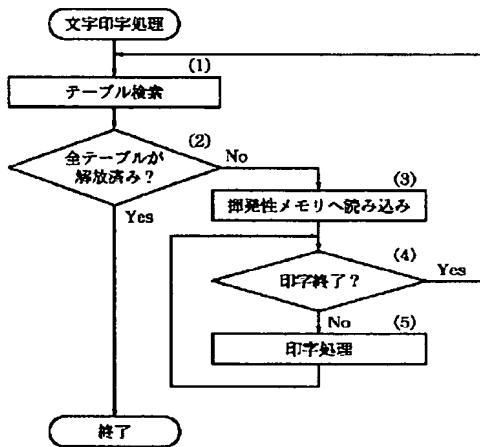 文字印字処理
(1)
テーブル検索
(2)
全テーブルが
解放済み?
No
Yes
(3)
揮発性メモリへ読み込み
(4)
印字終了?
Yes
No
(5)
印字処理
終了